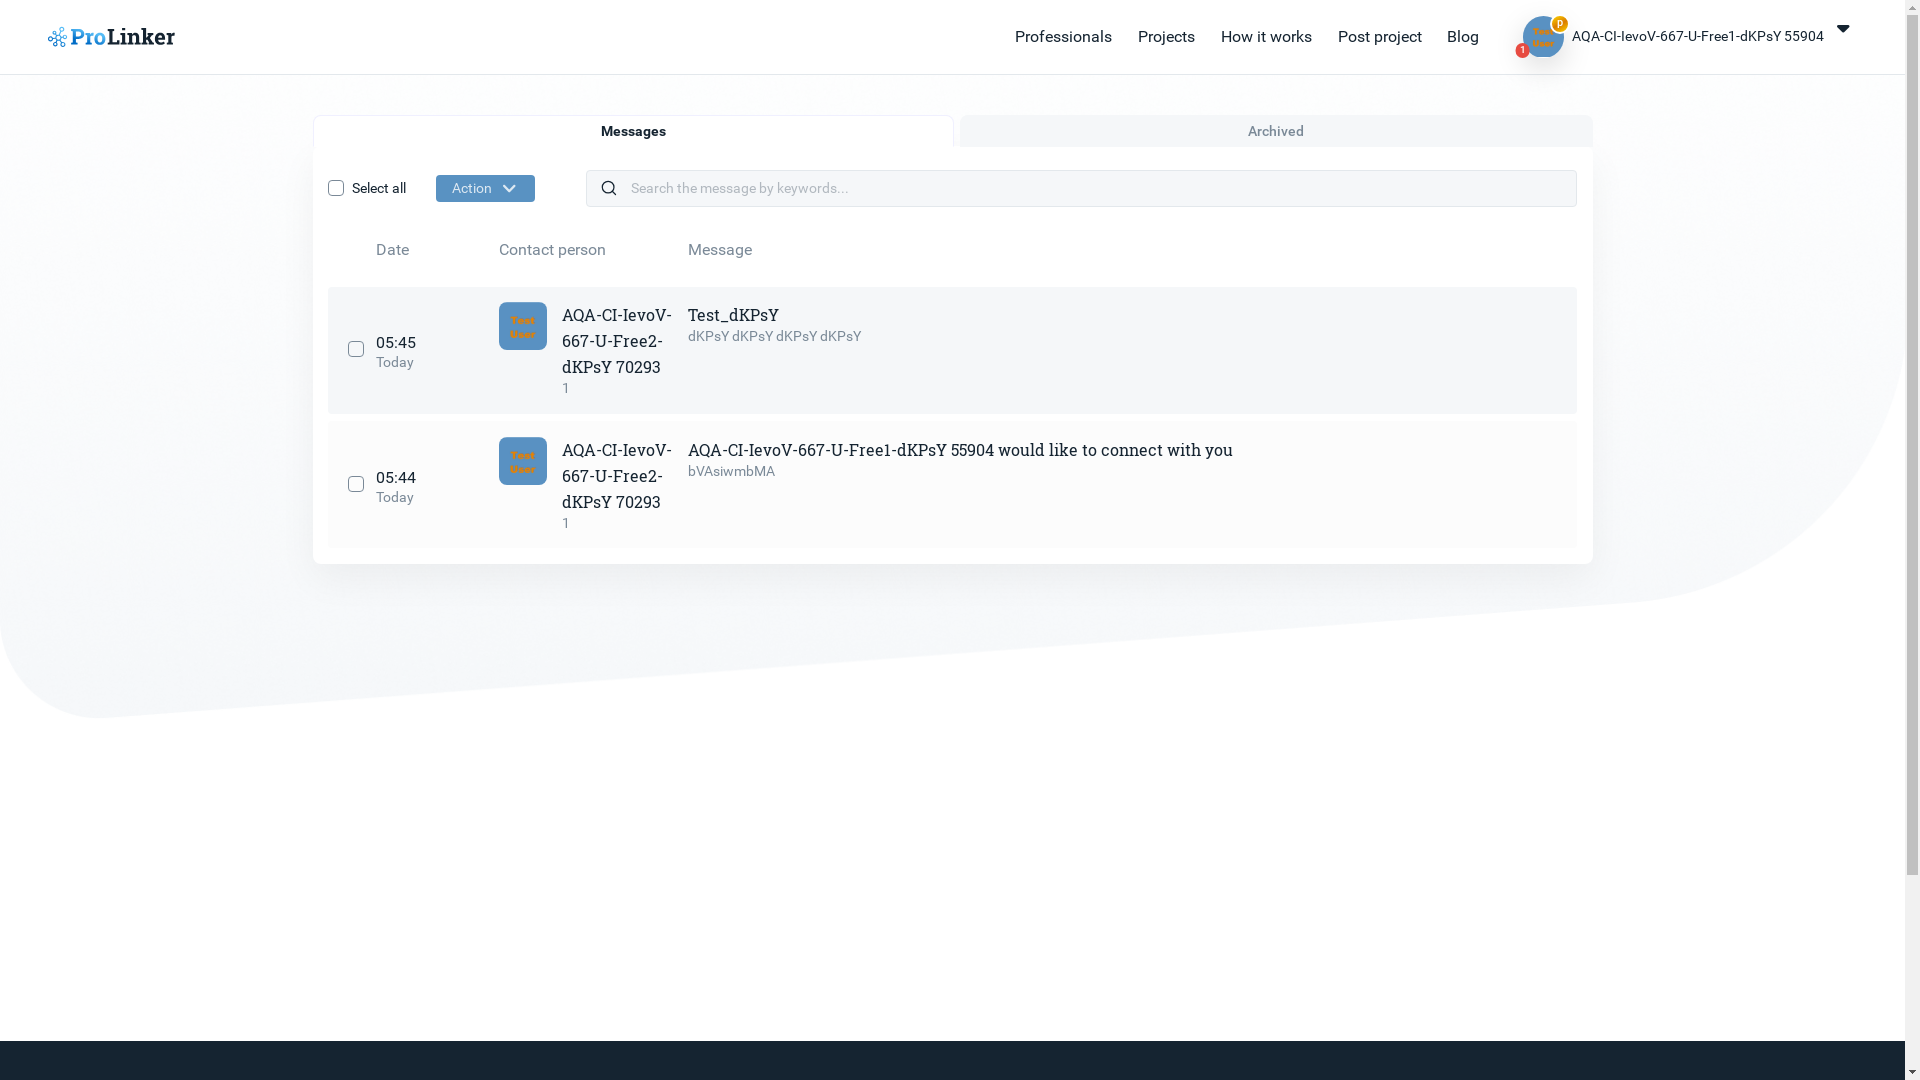 ProLinker
Professionals Projects How it works Post project Blog
Test User p 1 AQA-CI-IevoV-667-U-Free1-dKPsY 55904
Messages Archived
Select all Action Search the message by keywords...
Date Contact person Message
05:45
Today
Test
User
AQA-CI-IevoV-
667-U-Free2-
dKPsY 70293
1
Test_dKPsY
dKPsY dKPsY dKPsY dKPsY
05:44
Today
Test
User
AQA-CI-IevoV-
667-U-Free2-
dKPsY 70293
1
AQA-CI-IevoV-667-U-Free1-dKPsY 55904 would like to connect with you
bVAsiwmbMA